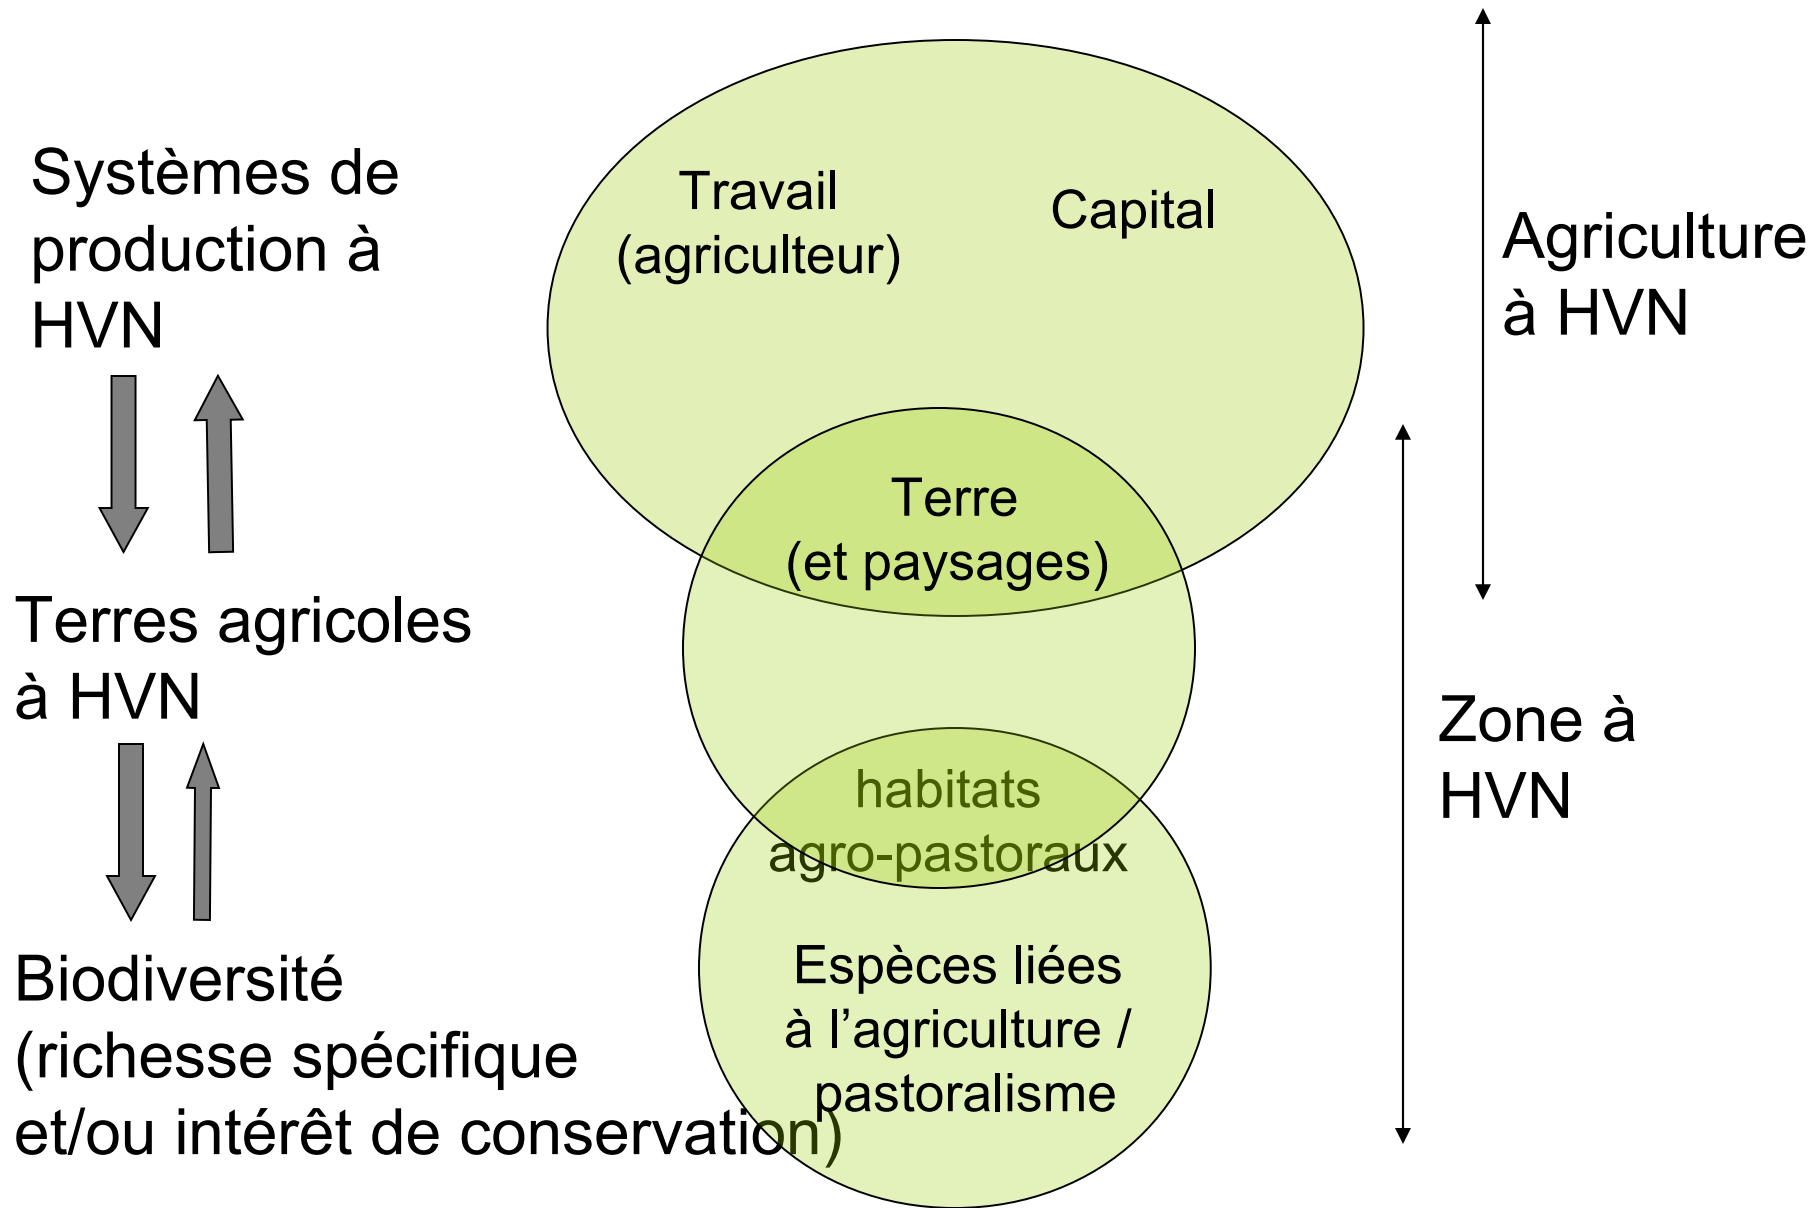 Systèmes de
production à
HVN
Travail
(agriculteur)
Capital
Agriculture
à HVN
Terre
(et paysages)
Terres agricoles
à HVN
Zone à
HVN
habitats
agro-pastoraux
Biodiversité
(richesse spécifique
et/ou intérêt de conservation)
Espèces liées
à l’agriculture /
pastoralisme